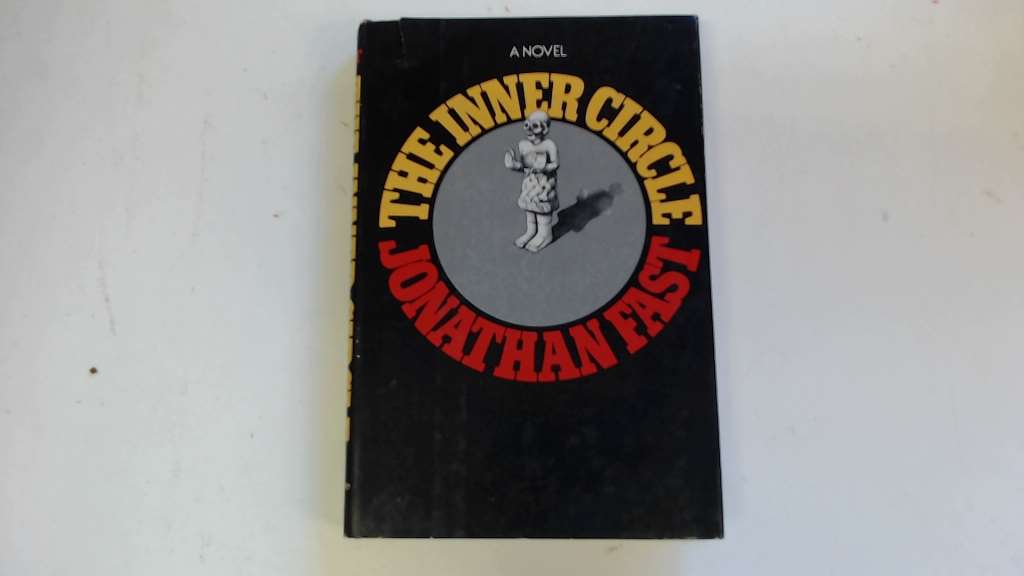 A NOVEL
THE INNER CIRCLE
JONATHAN FAST